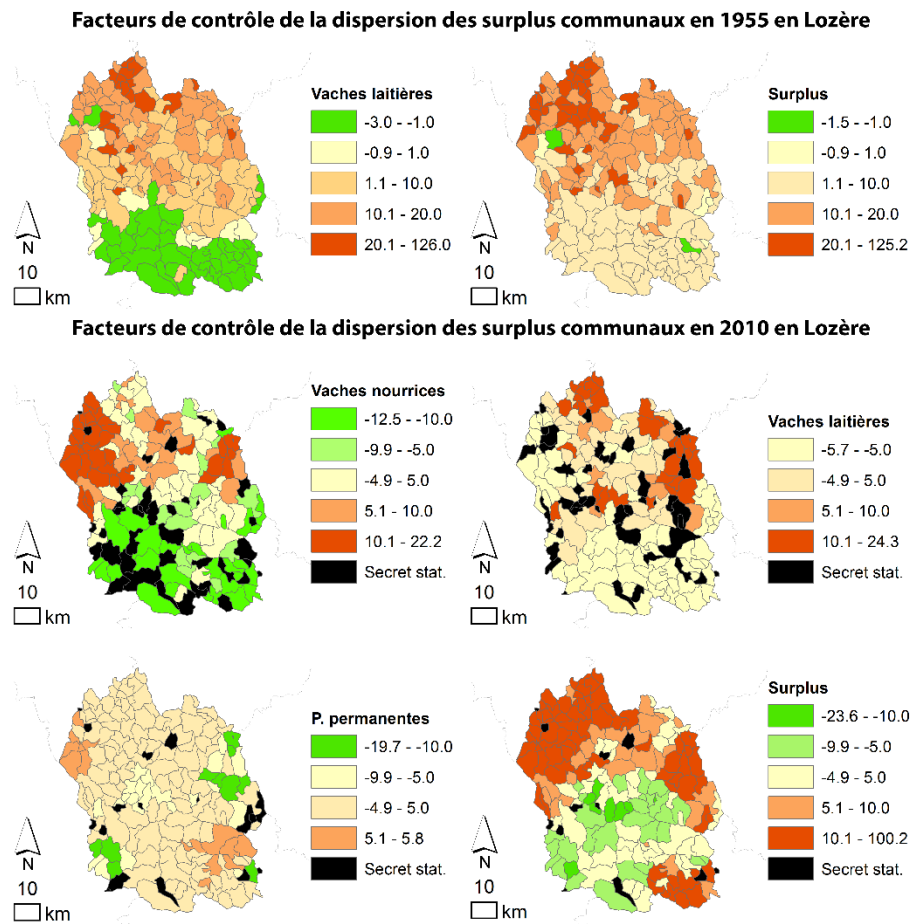 Facteurs de contrôle de la dispersion des surplus communaux en 1955 en Lozère
Vaches laitières
-3.0 - -1.0
-0.9 - 1.0
1.1 - 10.0
10.1 - 20.0
20.1 - 126.0
N
10
km
Surplus
-1.5 - -1.0
-0.9 - 1.0
1.1 - 10.0
10.1 - 20.0
20.1 - 125.2
N
10
km
Facteurs de contrôle de la dispersion des surplus communaux en 2010 en Lozère
Vaches nourrices
-12.5 - -10.0
-9.9 - -5.0
-4.9 - 5.0
5.1 - 10.0
10.1 - 22.2
Secret stat.
N
10
km
Vaches laitières
-5.7 - -5.0
-4.9 - 5.0
5.1 - 10.0
10.1 - 24.3
Secret stat.
N
10
km
P. permanentes
-19.7 - -10.0
-9.9 - -5.0
-4.9 - 5.0
5.1 - 5.8
Secret stat.
N
10
km
Surplus
-23.6 - -10.0
-9.9 - -5.0
-4.9 - 5.0
5.1 - 10.0
10.1 - 100.2
Secret stat.
N
10
km